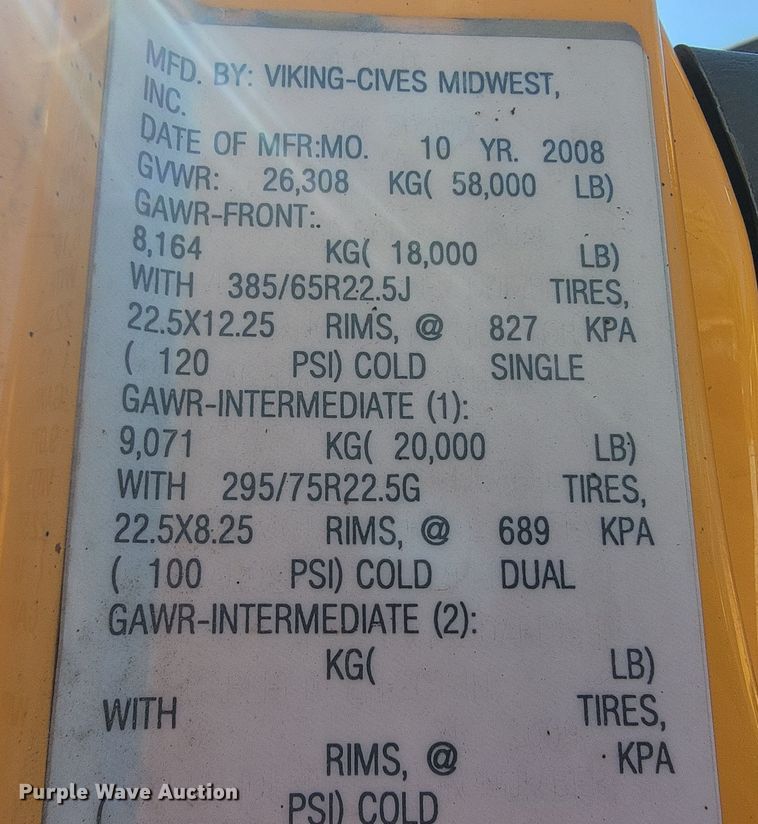 MFD. BY: VIKING-CIVES MIDWEST,
INC.
DATE OF MFR:MO. 10 YR. 2008
GVWR: 26,308 KG( 58,000 LB)
GAWR-FRONT:.
8,164 KG( 18,000 LB)
WITH 385/65R22.5J TIRES,
22.5X12.25 RIMS, @ 827 KPA
( 120 PSI) COLD SINGLE
GAWR-INTERMEDIATE (1):
9,071 KG( 20,000 LB)
WITH 295/75R22.5G TIRES,
22.5X8.25 RIMS, @ 689 KPA
( 100 PSI) COLD DUAL
GAWR-INTERMEDIATE (2):
KG( LB)
WITH TIRES,
RIMS, @ KPA
( PSI) COLD
Purple Wave Auction